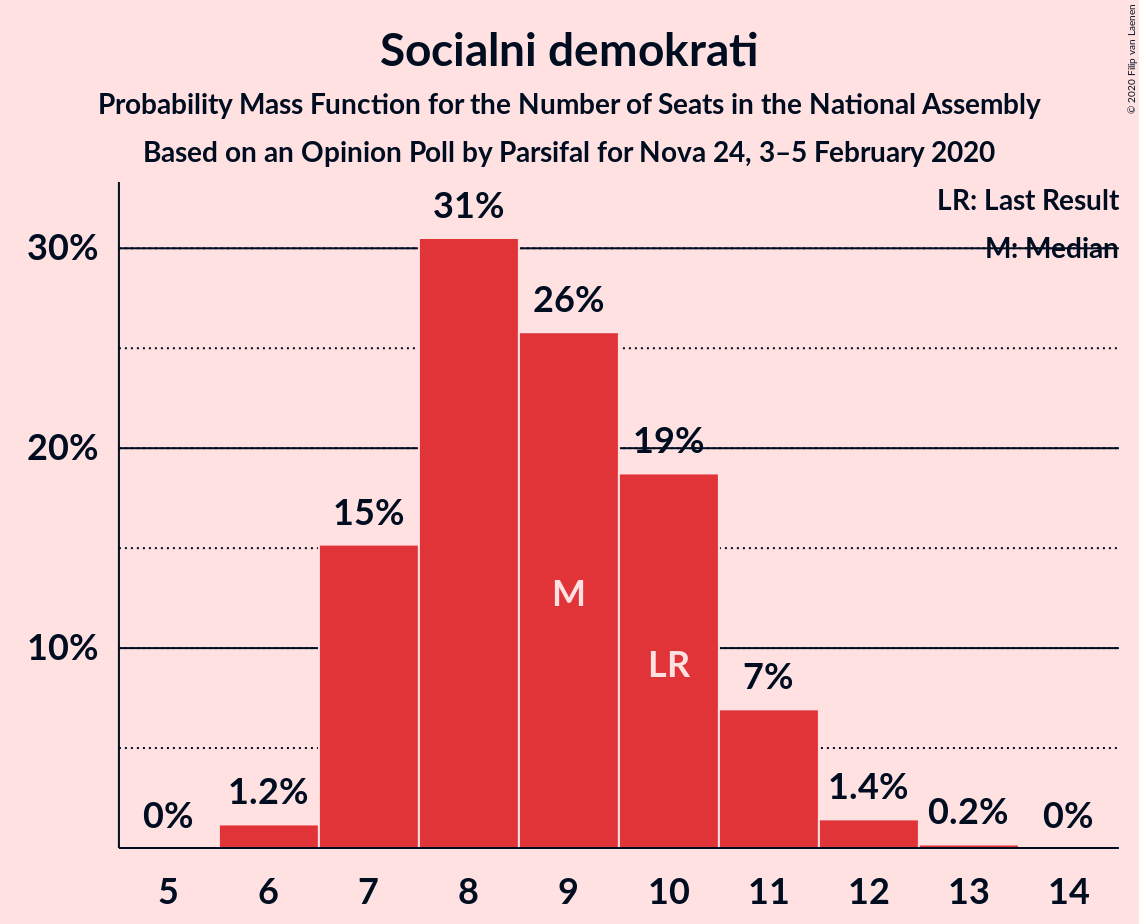 Socialni demokrati
Probability Mass Function for the Number of Seats in the National Assembly
Based on an Opinion Poll by Parsifal for Nova 24, 3–5 February 2020
© 2020 Filip van Laenen
LR: Last Result
M: Median
30%
20%
10%
0%
1.2%
15%
31%
26%
19%
7%
1.4%
0.2%
0%
M
LR
5 6 7 8 9 10 11 12 13 14